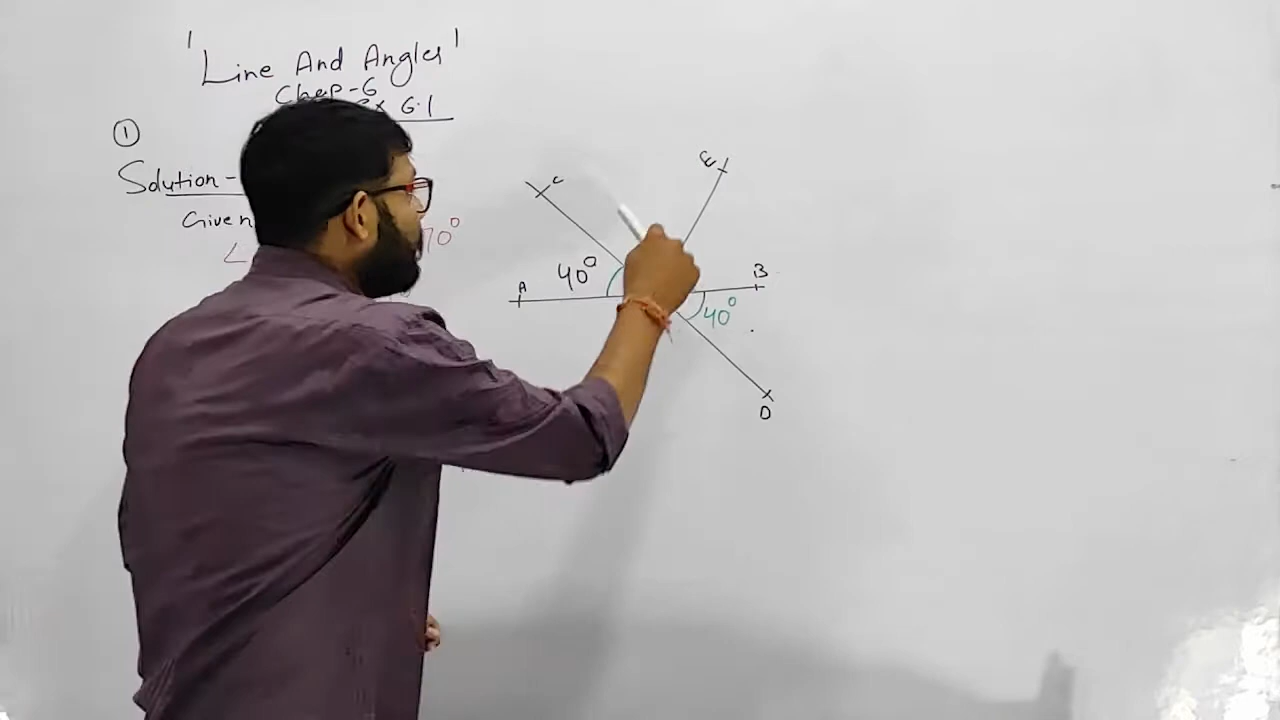 'Line And Angles'
Chap-6
Ex 6.1
①
Solution-
Given
∠ 70°
C
E
40°
A
B
40°
D